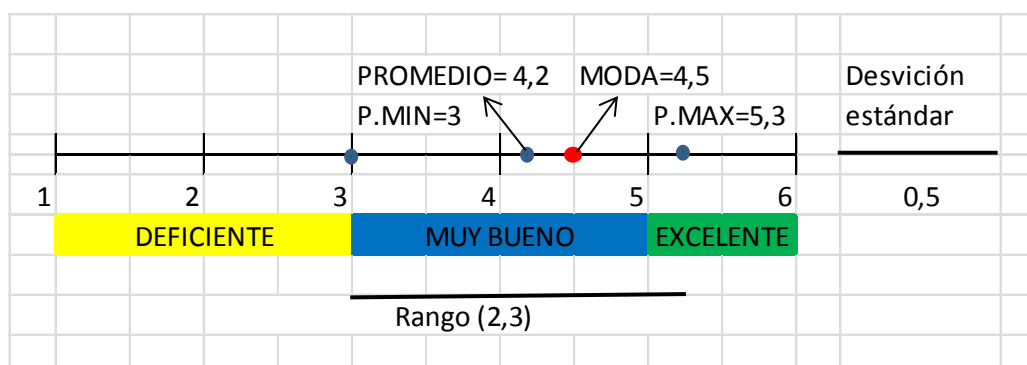 PROMEDIO= 4,2 MODA=4,5 Desvición
P.MIN=3 P.MAX=5,3 estándar
1 2 3 4 5 6 0,5
DEFICIENTE MUY BUENO EXCELENTE
Rango (2,3)